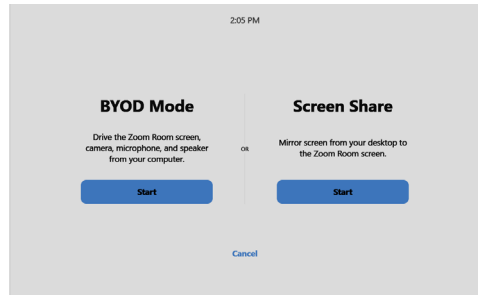 2:05 PM
BYOD Mode
Drive the Zoom Room screen,
camera, microphone, and speaker
from your computer.
Start
OR
Screen Share
Mirror screen from your desktop to
the Zoom Room screen.
Start
Cancel